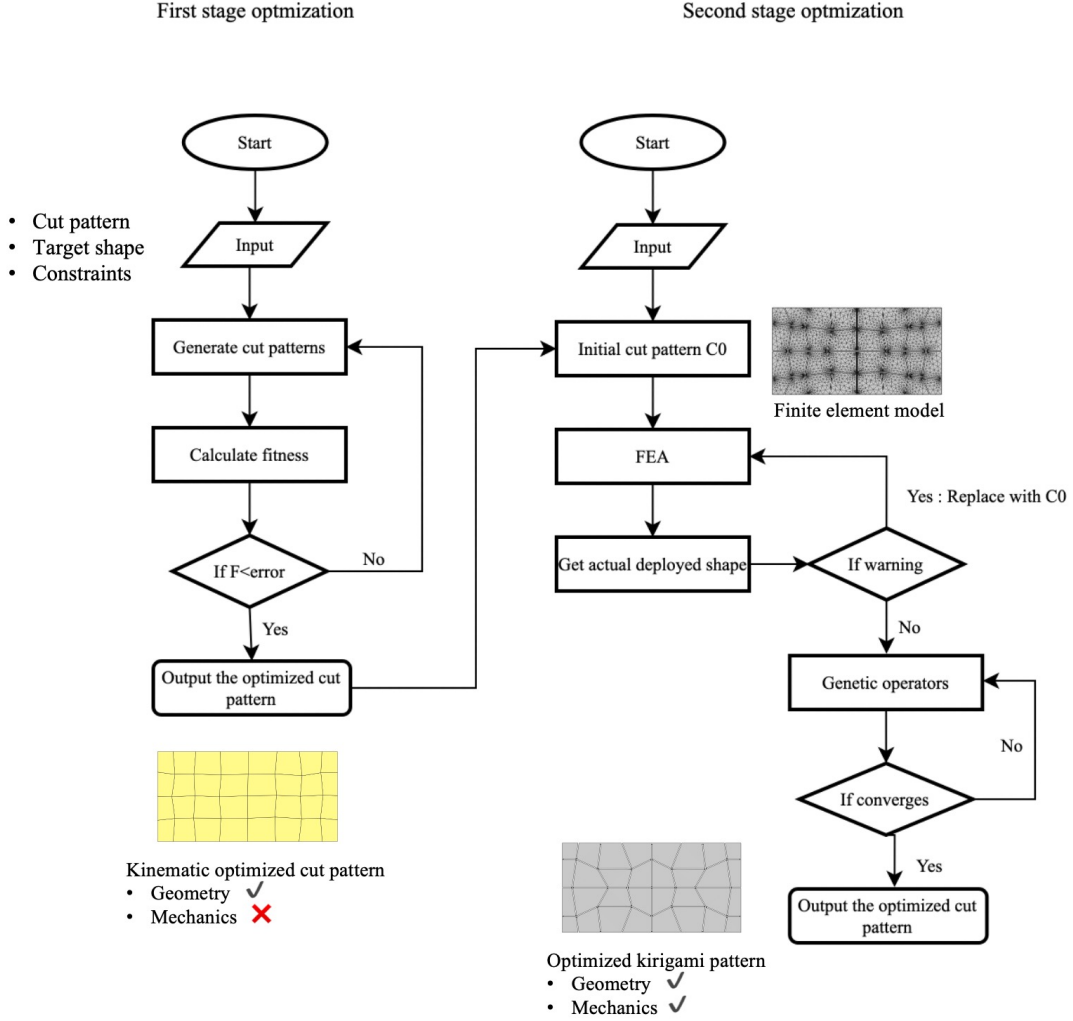 First stage optmization
Second stage optmization
Start
Input
• Cut pattern
• Target shape
• Constraints
Generate cut patterns
Calculate fitness
If F<error
No
Yes
Output the optimized cut
pattern
Kinematic optimized cut pattern
• Geometry ✓
• Mechanics ✕
Start
Input
Initial cut pattern C0
Finite element model
FEA
Yes : Replace with C0
Get actual deployed shape
If warning
No
Genetic operators
No
If converges
Yes
Output the optimized cut
pattern
Optimized kirigami pattern
• Geometry ✓
• Mechanics ✓